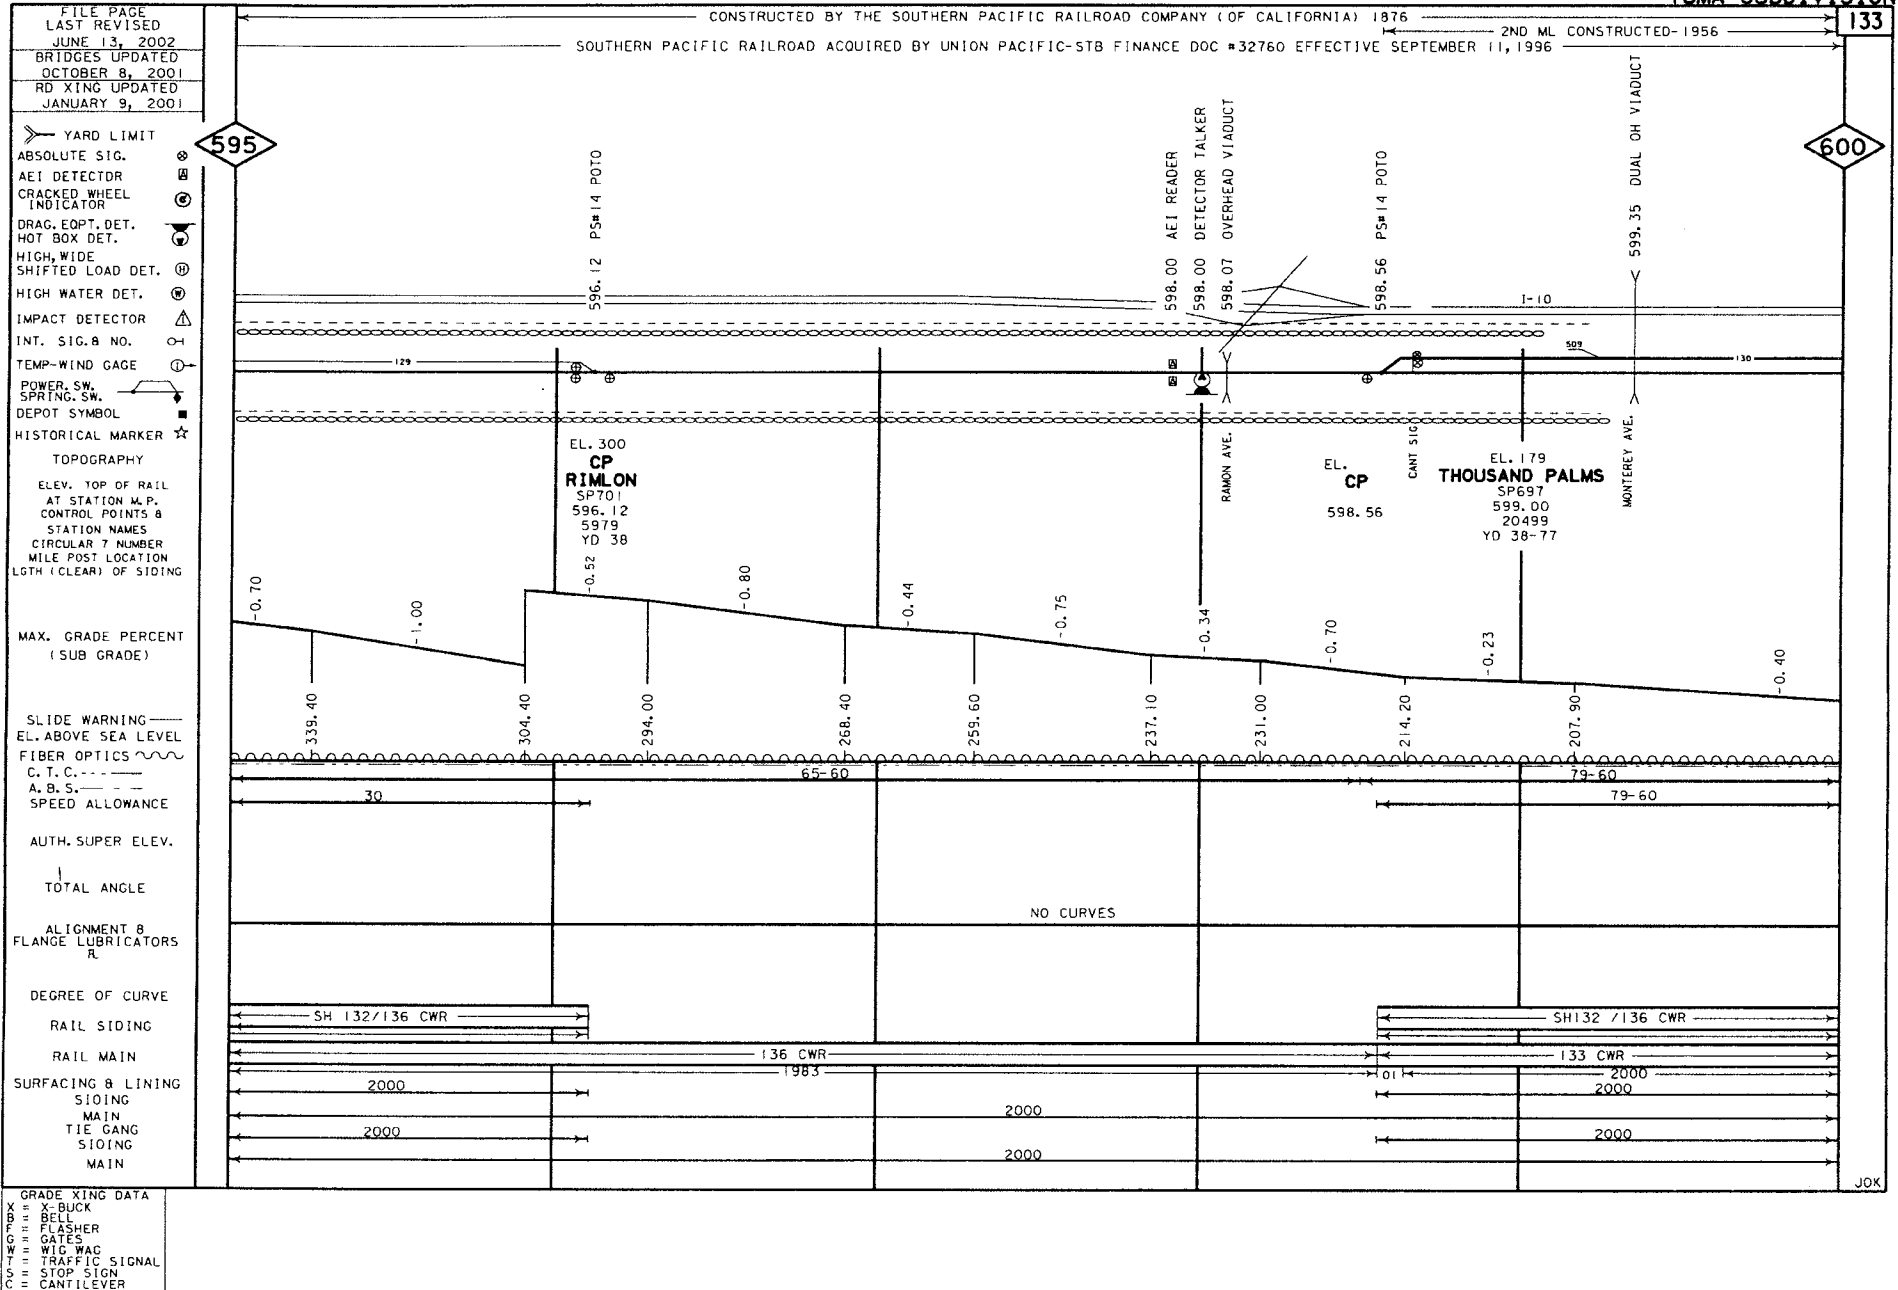 YUMA SUBDIVISION
133
FILE PAGE
LAST REVISED
JUNE 13, 2002
BRIDGES UPDATED
OCTOBER 8, 2001
RD XING UPDATED
JANUARY 9, 2001
CONSTRUCTED BY THE SOUTHERN PACIFIC RAILROAD COMPANY (OF CALIFORNIA) 1876
2ND ML CONSTRUCTED-1956
SOUTHERN PACIFIC RAILROAD ACQUIRED BY UNION PACIFIC-STB FINANCE DOC #32760 EFFECTIVE SEPTEMBER 11,1996
595
600
YARD LIMIT
ABSOLUTE SIG.
AEI DETECTOR
A
CRACKED WHEEL
INDICATOR
DRAG. EQPT. DET.
HOT BOX DET.
HIGH, WIDE
SHIFTED LOAD DET. H
HIGH WATER DET. W
IMPACT DETECTOR
INT. SIG. & NO.
TEMP-WIND GAGE
POWER. SW.
SPRING. SW.
DEPOT SYMBOL
HISTORICAL MARKER
TOPOGRAPHY
ELEV. TOP OF RAIL
AT STATION M.P.
CONTROL POINTS &
STATION NAMES
CIRCULAR 7 NUMBER
MILE POST LOCATION
LGTH (CLEAR) OF SIDING
MAX. GRADE PERCENT
(SUB GRADE)
SLIDE WARNING
EL. ABOVE SEA LEVEL
FIBER OPTICS
C. T. C.
A. B. S.
SPEED ALLOWANCE
AUTH. SUPER ELEV.
TOTAL ANGLE
ALIGNMENT &
FLANGE LUBRICATORS
DEGREE OF CURVE
RAIL SIDING
RAIL MAIN
SURFACING & LINING
SIDING
MAIN
TIE GANG
SIDING
MAIN
596.12 PS#14 POTO
598.00 AEI READER
598.00 DETECTOR TALKER
598.07 OVERHEAD VIADUCT
598.56 PS#14 POTO
599.35 DUAL OH VIADUCT
I-10
129
509
130
A
A
RAMON AVE.
CANT SIG
MONTEREY AVE.
EL. 300
CP
RIMLON
SP701
596.12
5979
YD 38
EL.
CP
598.56
EL. 179
THOUSAND PALMS
SP697
599.00
20499
YD 38-77
-0.70
-1.00
-0.52
-0.80
-0.44
-0.75
-0.34
-0.70
-0.23
-0.40
339.40
304.40
294.00
268.40
259.60
237.10
231.00
214.20
207.90
65-60
79-60
30
79-60
NO CURVES
SH 132/136 CWR
SH132 /136 CWR
136 CWR
133 CWR
1983
01
2000
2000
2000
2000
2000
2000
2000
JOK
GRADE XING DATA
X = X-BUCK
B = BELL
F = FLASHER
G = GATES
W = WIG WAG
T = TRAFFIC SIGNAL
S = STOP SIGN
C = CANTILEVER